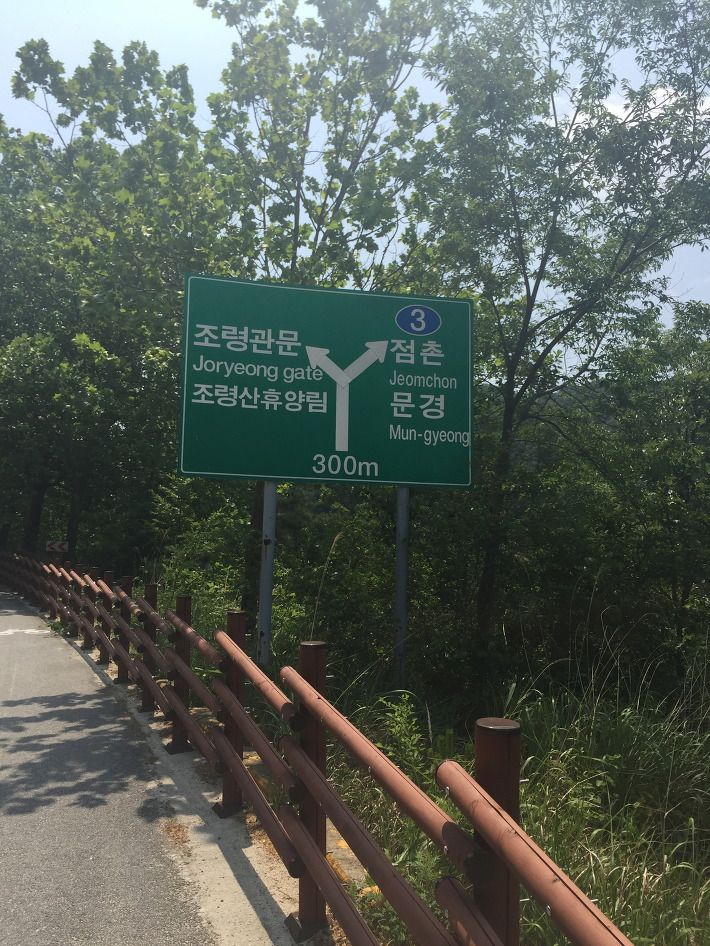 조령관문
Joryeong gate
조령산휴양림
3
점촌
Jeomchon
문경
Mun-gyeong
300m